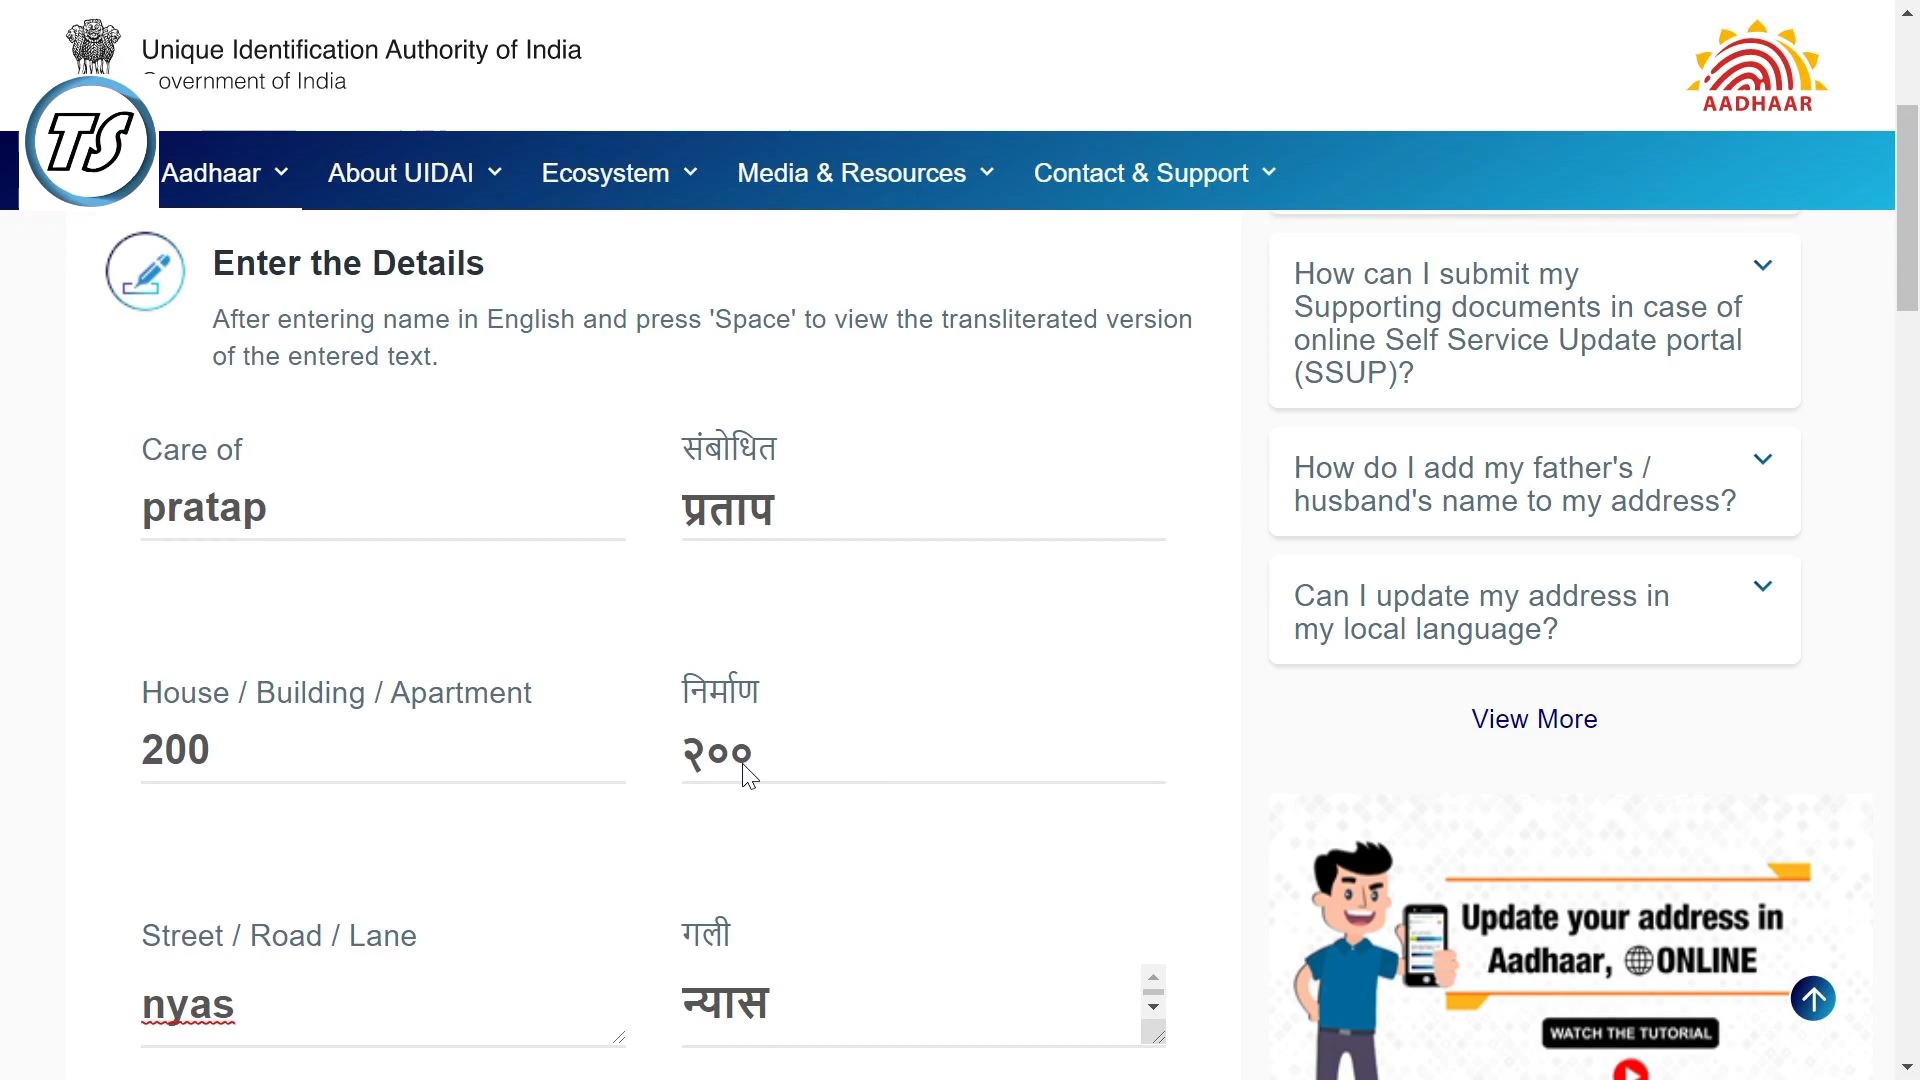 Unique Identification Authority of India
overnment of India
AADHAAR
TS
Aadhaar
About UIDAI
Ecosystem
Media & Resources
Contact & Support
Enter the Details
After entering name in English and press 'Space' to view the transliterated version
of the entered text.
Care of
संबोधित
pratap
प्रताप
House / Building / Apartment
निर्माण
200
२००
Street / Road / Lane
गली
nyas
न्यास
How can I submit my
Supporting documents in case of
online Self Service Update portal
(SSUP)?
How do I add my father's /
husband's name to my address?
Can I update my address in
my local language?
View More
Update your address in
Aadhaar, ONLINE
WATCH THE TUTORIAL